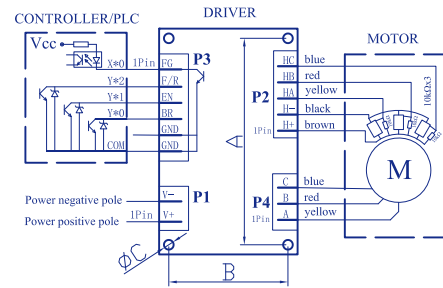 CONTROLLER/PLC
DRIVER
MOTOR
Vcc
X*0 1Pin FG P3
Y*2 F/R
Y*1 EN
Y*0 BR
GND
COM GND
P1
Power negative pole V-
Power positive pole 1Pin V+
HC blue
HB red
P2 HA yellow
H- black
1Pin H+ brown
10kΩx3
M
C blue
P4 B red
1Pin A yellow
A
B
ØC